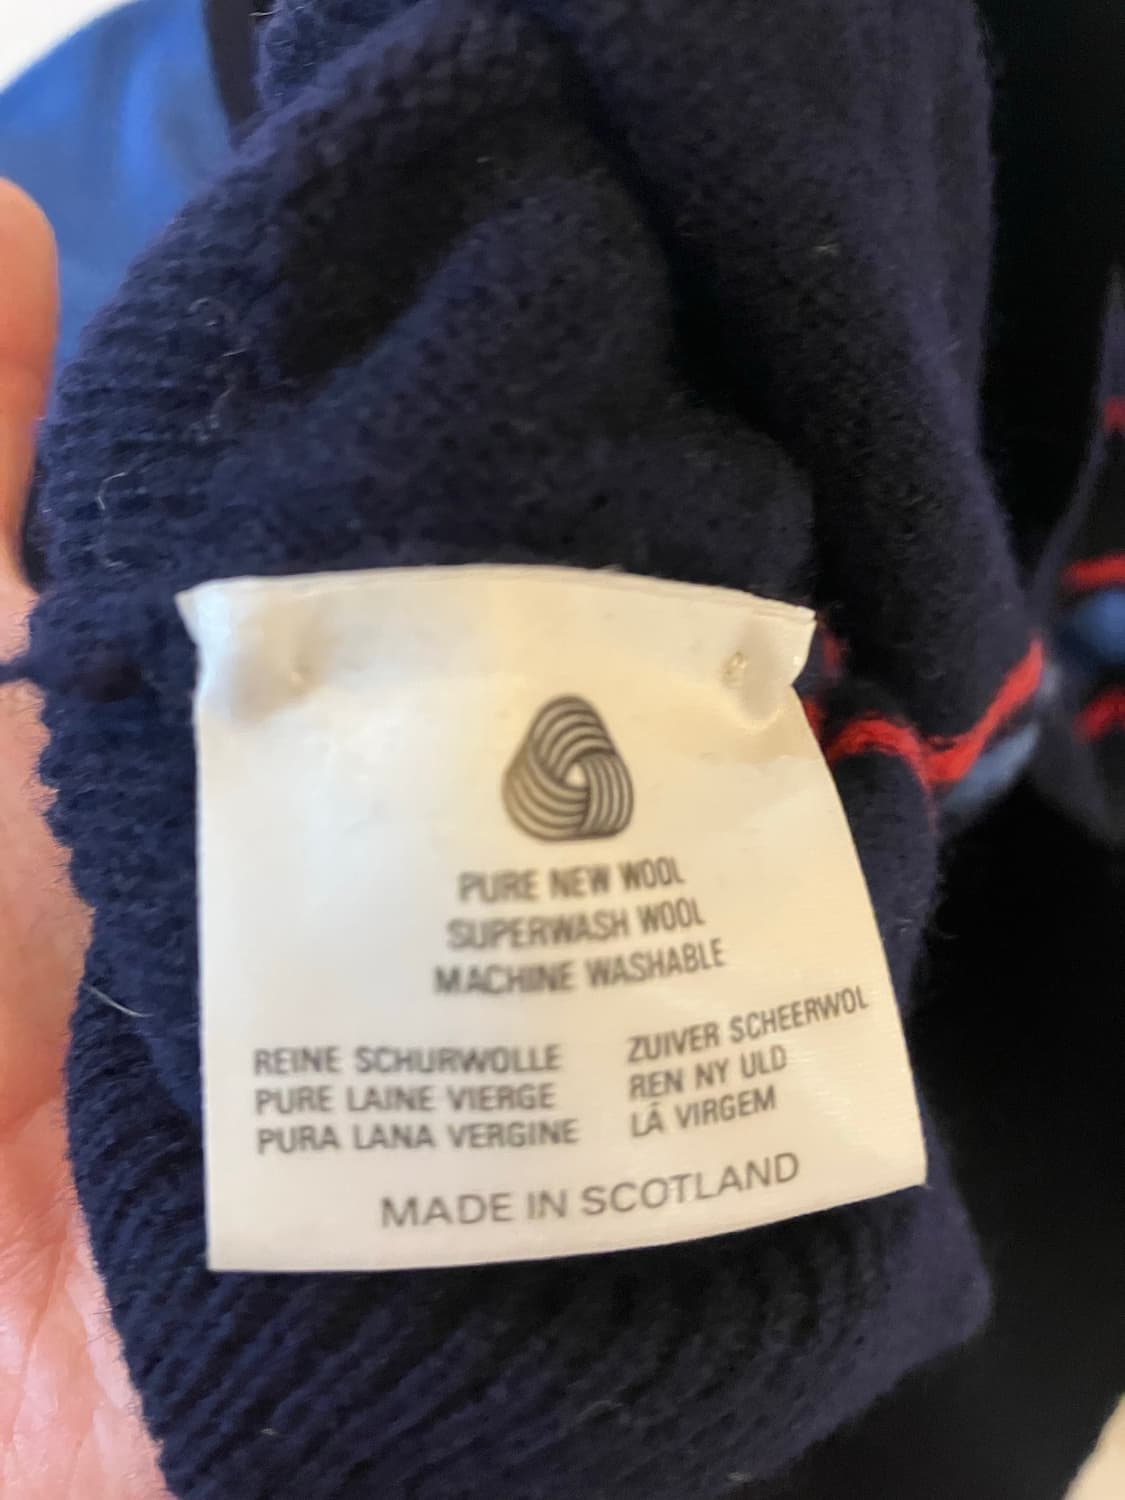 PURE NEW WOOL
SUPERWASH WOOL
MACHINE WASHABLE
REINE SCHURWOLLE
PURE LAINE VIERGE
PURA LANA VERGINE
ZUIVER SCHEERWOL
REN NY ULD
LÃ VIRGEM
MADE IN SCOTLAND